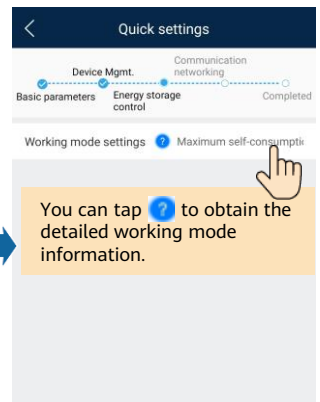 Quick settings
Communication
Device Mgmt. networking
Basic parameters Energy storage Completed
control
Working mode settings ? Maximum self-consumptic
You can tap ? to obtain the
detailed working mode
information.